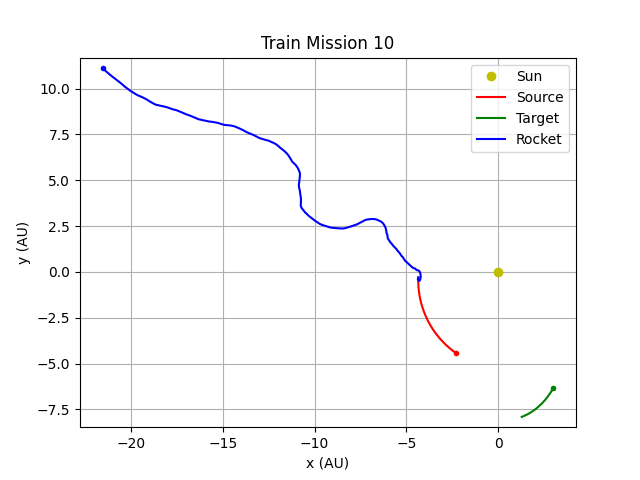 Train Mission 10
Sun
Source
Target
Rocket
y (AU)
10.0
7.5
5.0
2.5
0.0
−2.5
−5.0
−7.5
−20 −15 −10 −5 0
x (AU)